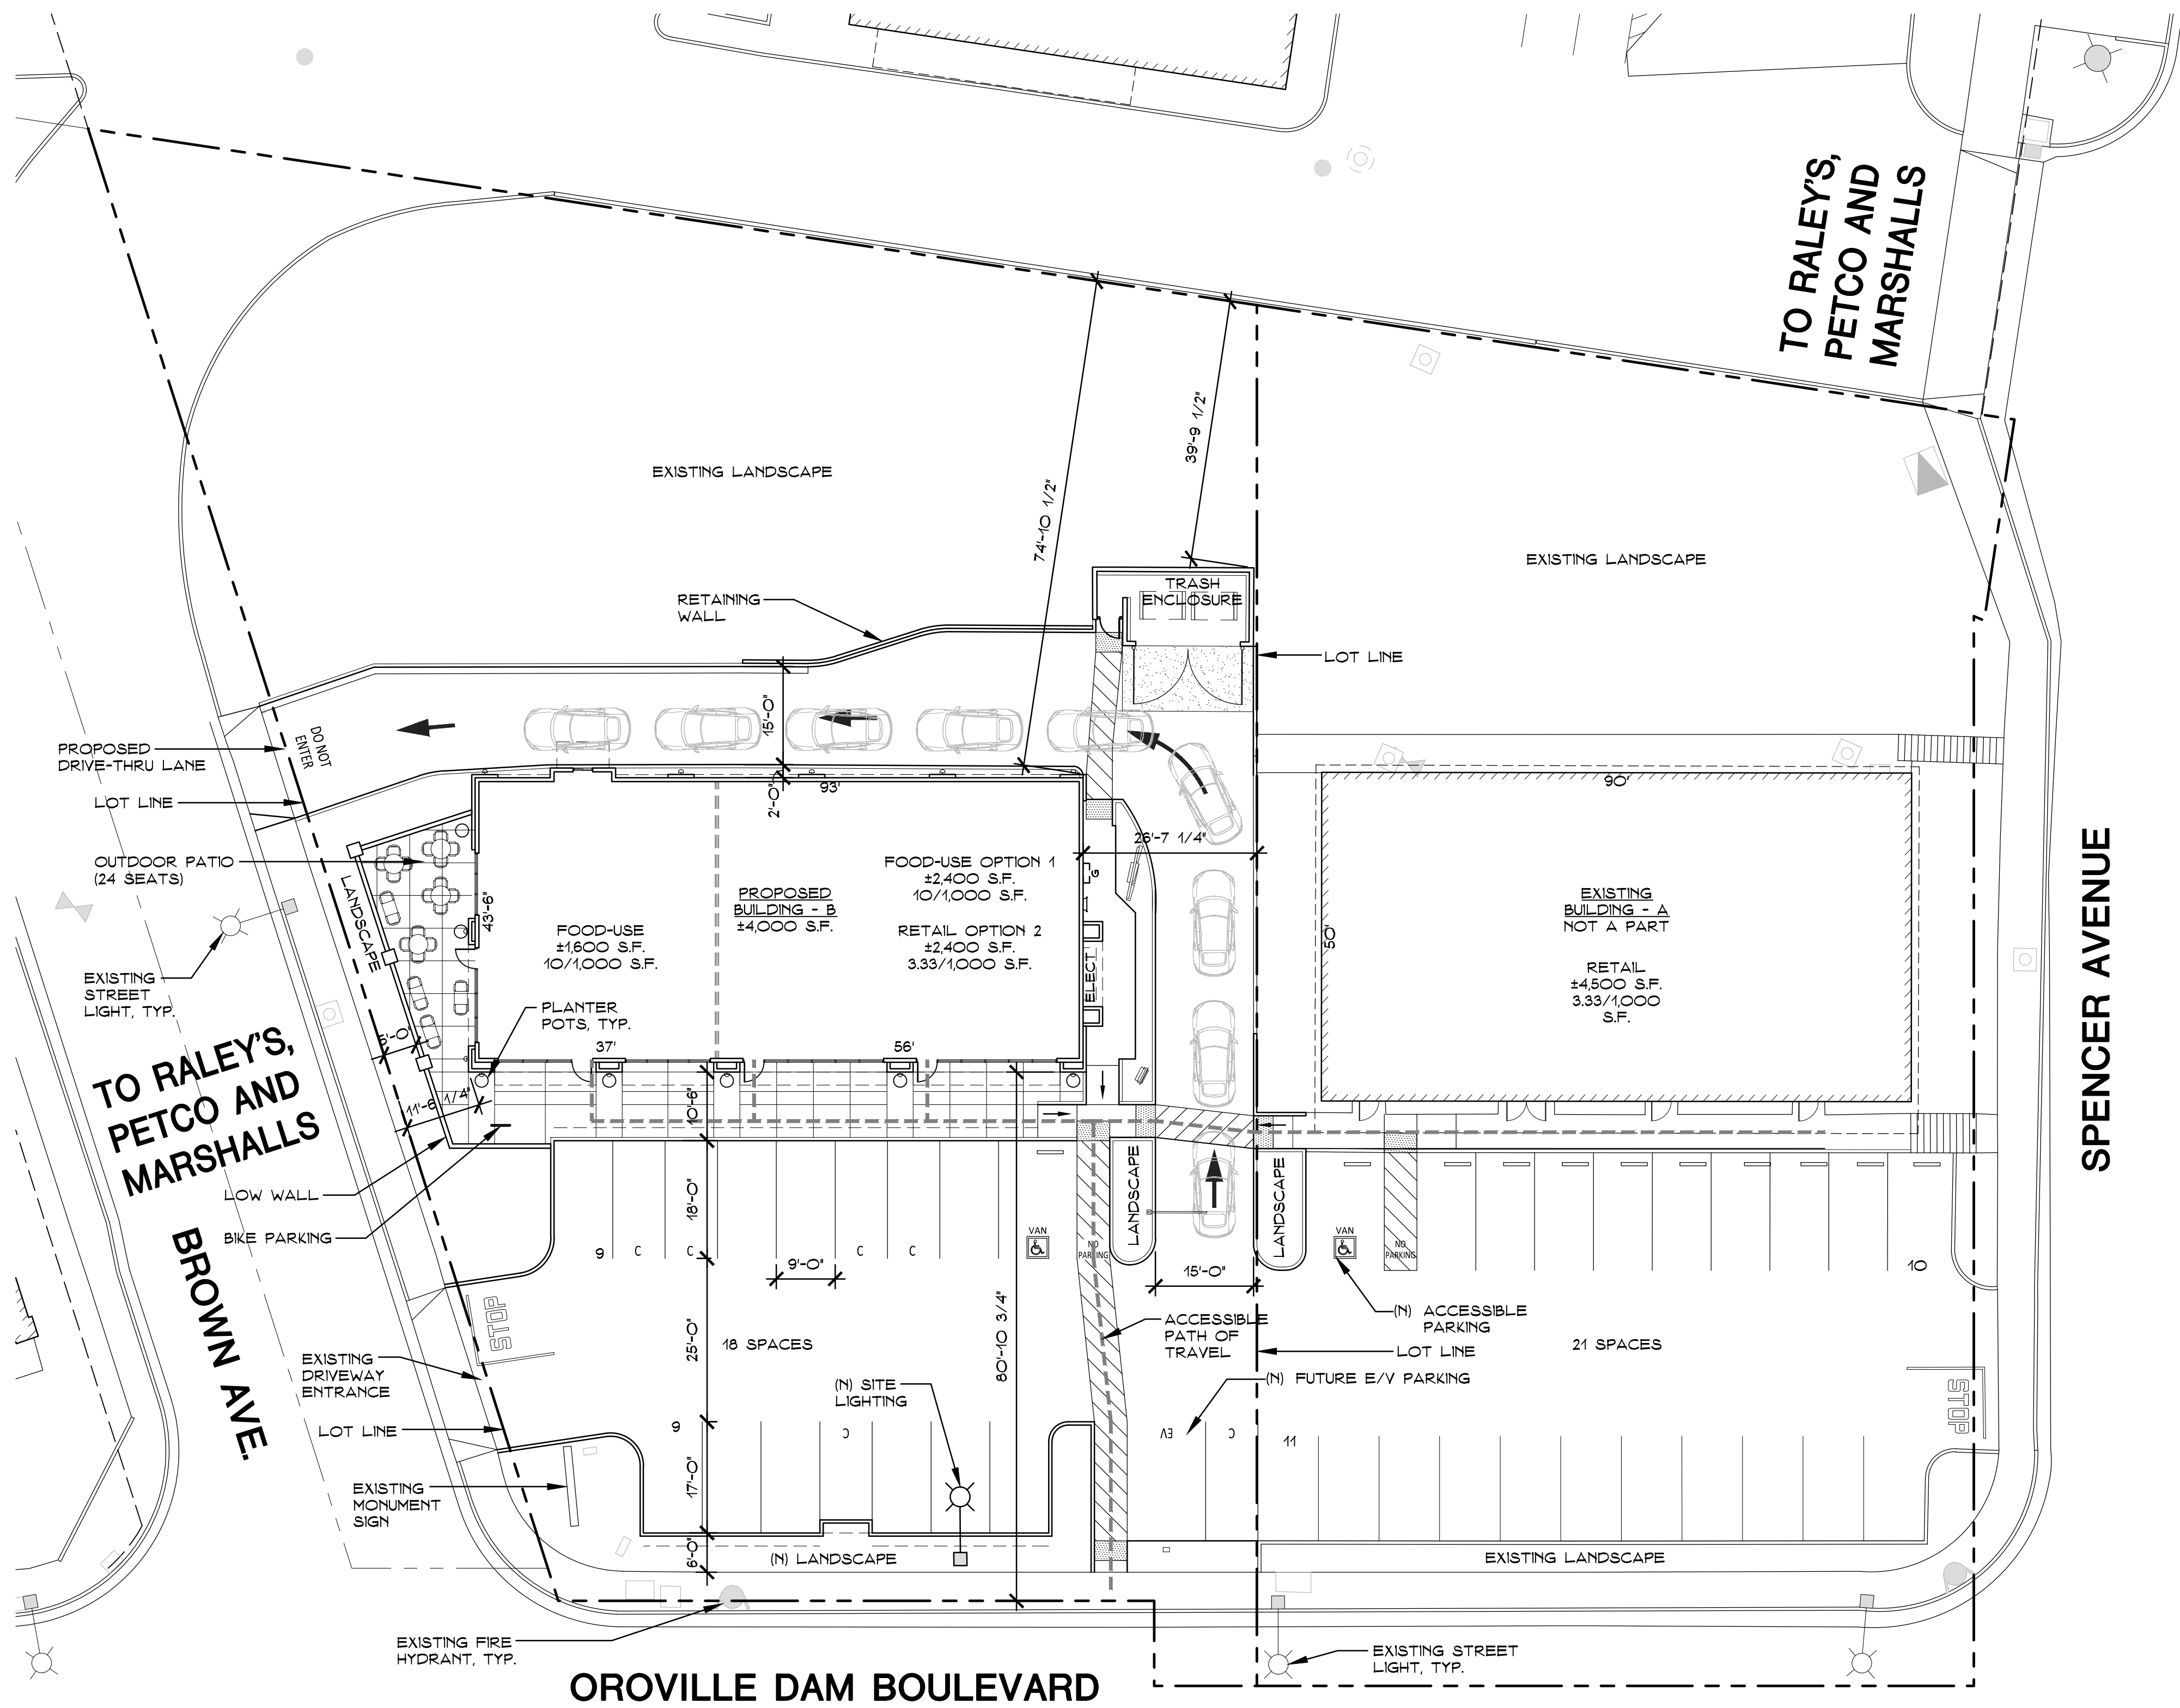 TO RALEY'S,
PETCO AND
MARSHALLS
74'-10 1/2"
39'-9 1/2"
EXISTING LANDSCAPE
EXISTING LANDSCAPE
TRASH
ENCLOSURE
RETAINING
WALL
LOT LINE
15'-0"
DO NOT
ENTER
PROPOSED
DRIVE-THRU LANE
LOT LINE
2'-0"
93'
90'
26'-7 1/4"
OUTDOOR PATIO
(24 SEATS)
LANDSCAPE
43'-6"
FOOD-USE
±1,600 S.F.
10/1,000 S.F.
PROPOSED
BUILDING - B
±4,000 S.F.
FOOD-USE OPTION 1
±2,400 S.F.
10/1,000 S.F.
RETAIL OPTION 2
±2,400 S.F.
3.33/1,000 S.F.
G
ELECT
50'
EXISTING
BUILDING - A
NOT A PART
RETAIL
±4,500 S.F.
3.33/1,000
S.F.
SPENCER AVENUE
EXISTING
STREET
LIGHT, TYP.
PLANTER
POTS, TYP.
37'
56'
11'-6 1/4"
10'-6"
TO RALEY'S,
PETCO AND
MARSHALLS
LOW WALL
BIKE PARKING
BROWN AVE.
18'-0"
9
C
C
C
C
9'-0"
VAN
NO
PARKING
LANDSCAPE
LANDSCAPE
15'-0"
VAN
NO
PARKING
10
STOP
25'-0"
18 SPACES
80'-10 3/4"
ACCESSIBLE
PATH OF
TRAVEL
(N) ACCESSIBLE
PARKING
LOT LINE
21 SPACES
(N) FUTURE E/V PARKING
EXISTING
DRIVEWAY
ENTRANCE
LOT LINE
(N) SITE
LIGHTING
9
C
EV
C
11
STOP
17'-0"
EXISTING
MONUMENT
SIGN
6'-0"
(N) LANDSCAPE
EXISTING LANDSCAPE
EXISTING FIRE
HYDRANT, TYP.
EXISTING STREET
LIGHT, TYP.
OROVILLE DAM BOULEVARD